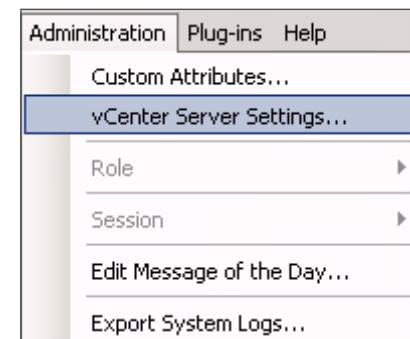 Administration Plug-ins Help
Custom Attributes...
vCenter Server Settings...
Role
Session
Edit Message of the Day...
Export System Logs...